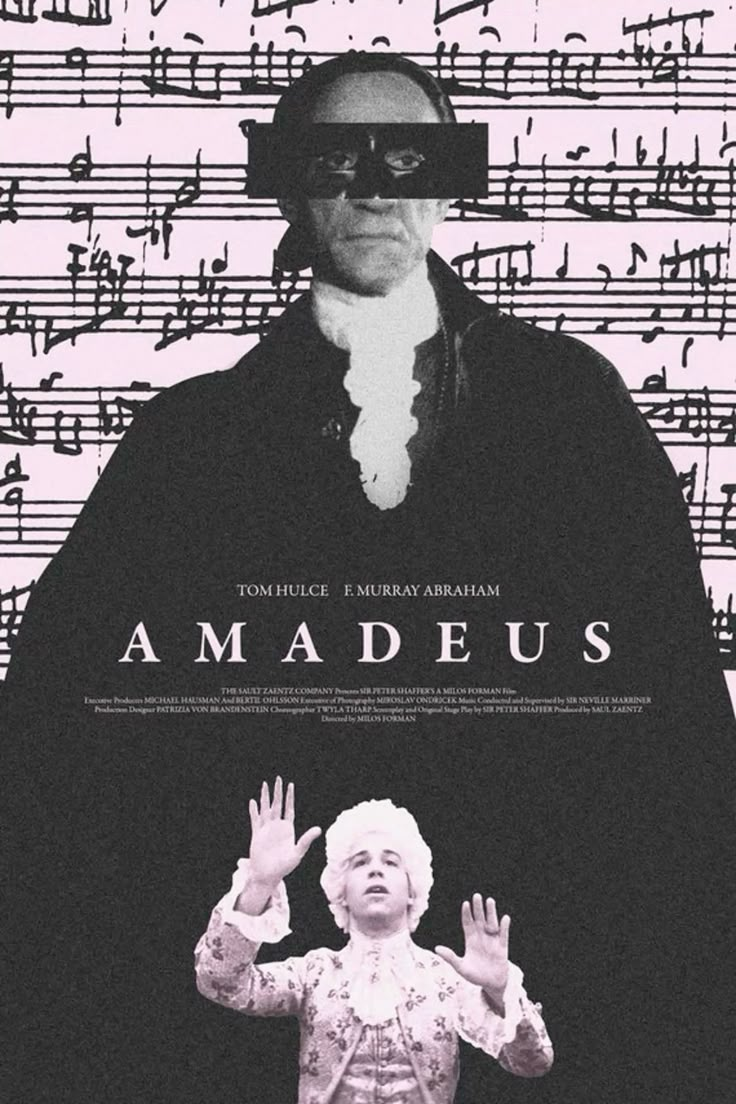 TOM HULCE F. MURRAY ABRAHAM
AMADEUS
THE SAULT ZAENTZ COMPANY Presents SIR PETER SHAFFER'S A MILOS FORMAN Film
Executive Producers MICHAEL HAUSMAN And BERTIL OHLSSON Executive of Photography MIROSLAV ONDRICEK Music Conducted and Supervised by SIR NEVILLE MARRINER
Production Designer PATRIZIA VON BRANDENSTEIN Choreographer TWYLA THARP Screenplay and Original Stage Play by SIR PETER SHAFFER Produced by SAUL ZAENTZ
Directed by MILOS FORMAN